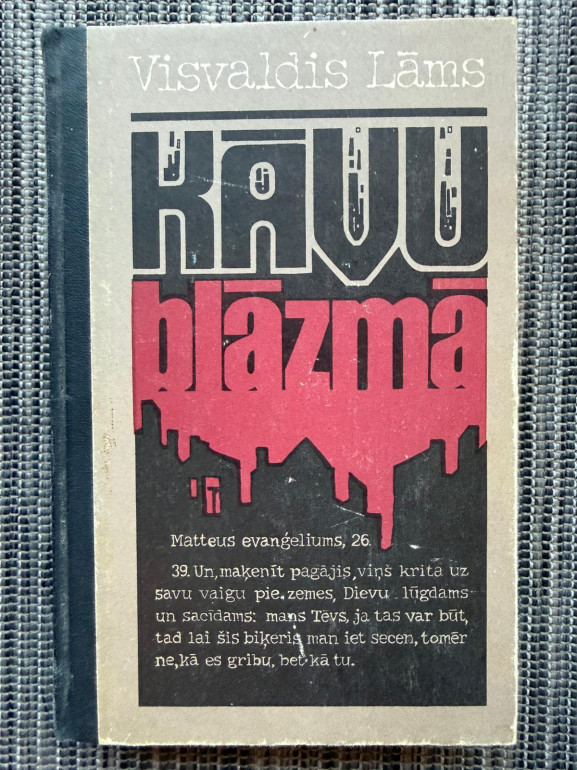 Visvaldis Lāms
KĀVU
blāzmā
Matteus evanģeliums, 26.
39. Un, maķenīt pagājis, viņš krita uz
savu vaigu pie zemes, Dievu lūgdams
un sacīdams: mans Tēvs, ja tas var būt,
tad lai šis biķeris man iet secen, tomēr
ne, kā es gribu, bet kā tu.